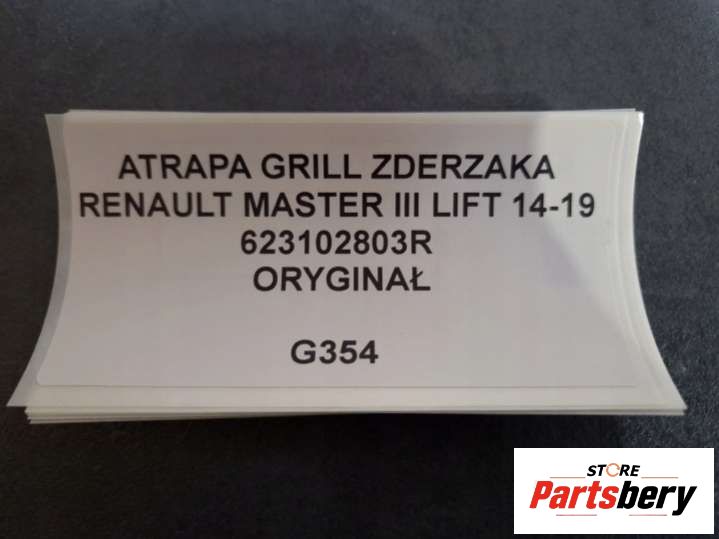 ATRAPA GRILL ZDERZAKA
RENAULT MASTER III LIFT 14-19
623102803R
ORYGINAŁ
G354
STORE
Partsbery